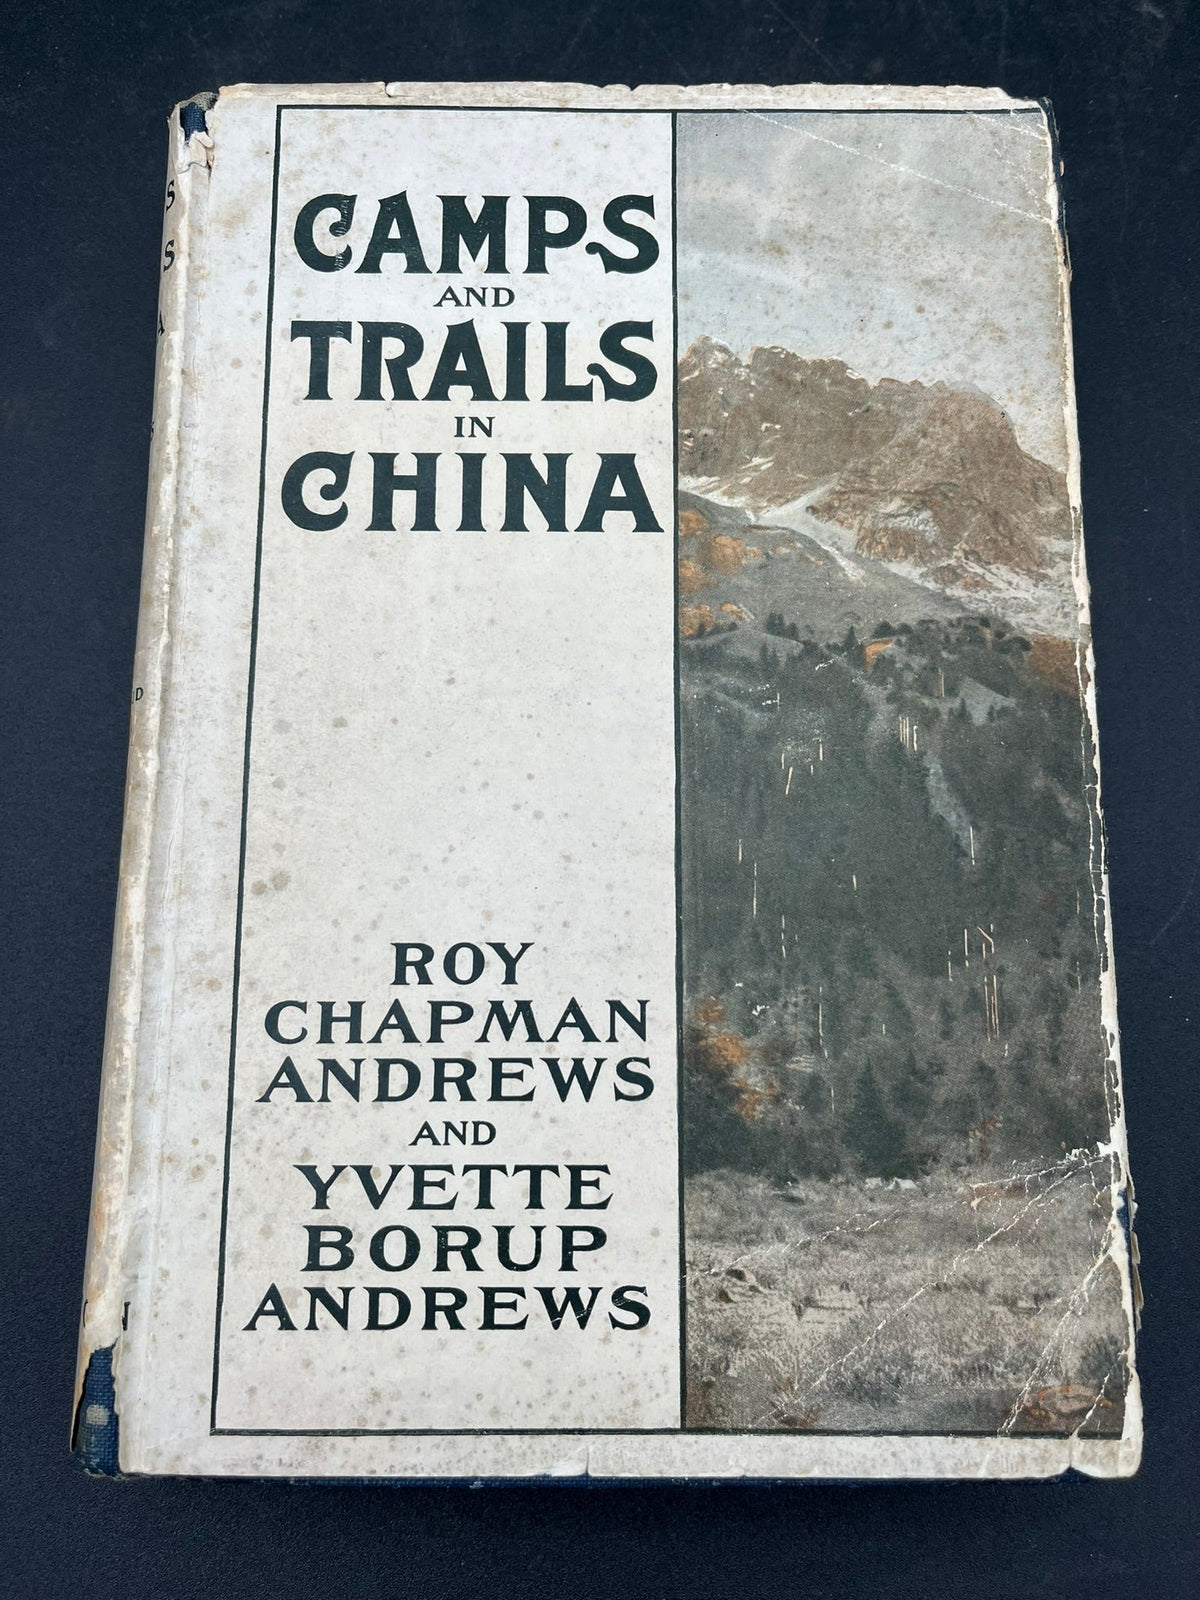 CAMPS
AND
TRAILS
IN
CHINA
ROY
CHAPMAN
ANDREWS
AND
YVETTE
BORUP
ANDREWS